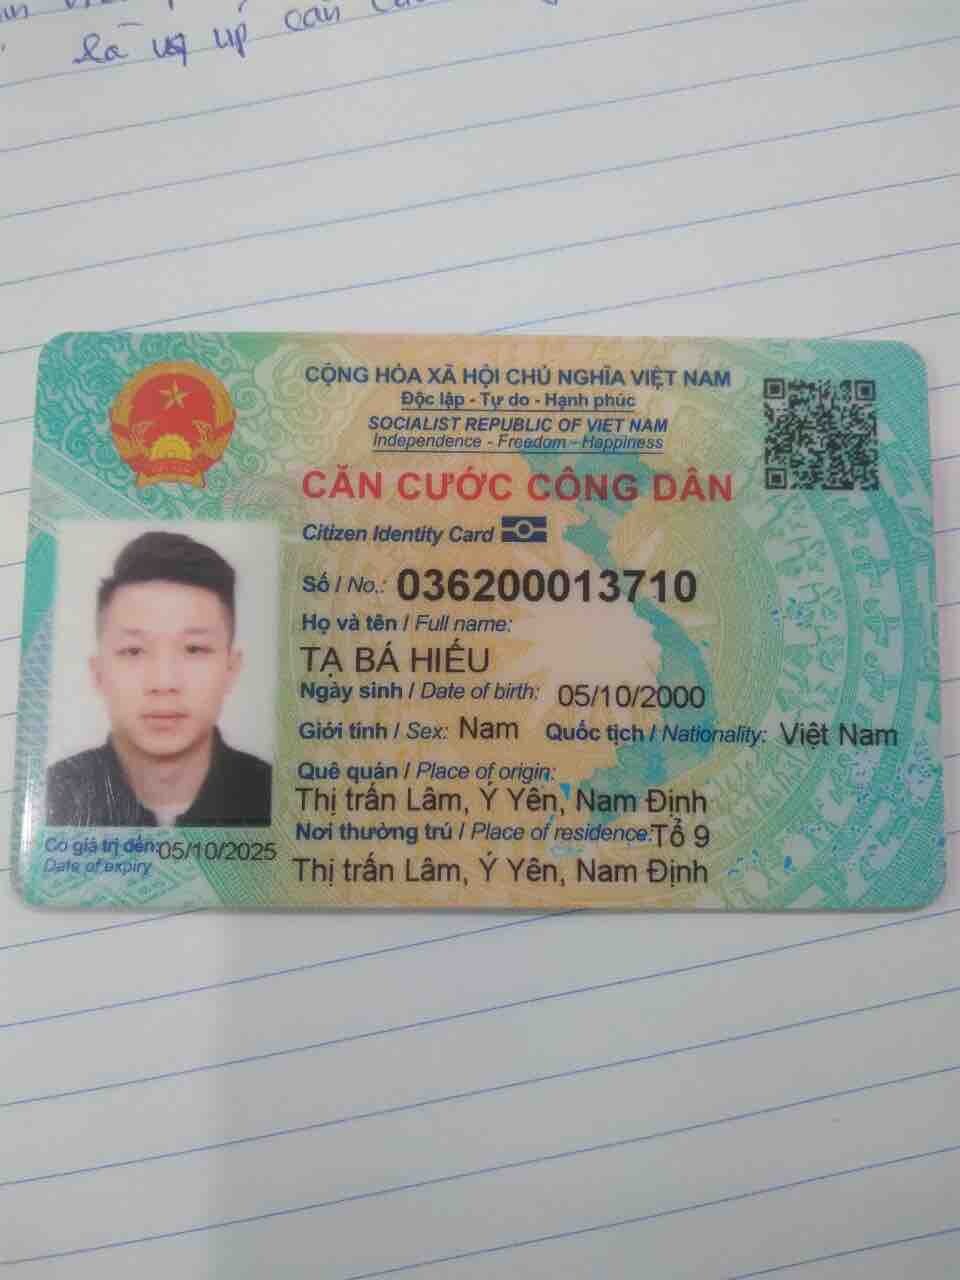 là vợ úp căn
CỘNG HÒA XÃ HỘI CHỦ NGHĨA VIỆT NAM
Độc lập - Tự do - Hạnh phúc
SOCIALIST REPUBLIC OF VIET NAM
Independence - Freedom - Happiness
CĂN CƯỚC CÔNG DÂN
Citizen Identity Card
Số / No.: 036200013710
Họ và tên / Full name:
TẠ BÁ HIẾU
Ngày sinh / Date of birth: 05/10/2000
Giới tính / Sex: Nam Quốc tịch / Nationality: Việt Nam
Quê quán / Place of origin:
Thị trấn Lâm, Ý Yên, Nam Định
Nơi thường trú / Place of residence: Tổ 9
Thị trấn Lâm, Ý Yên, Nam Định
Có giá trị đến: 05/10/2025
Date of expiry